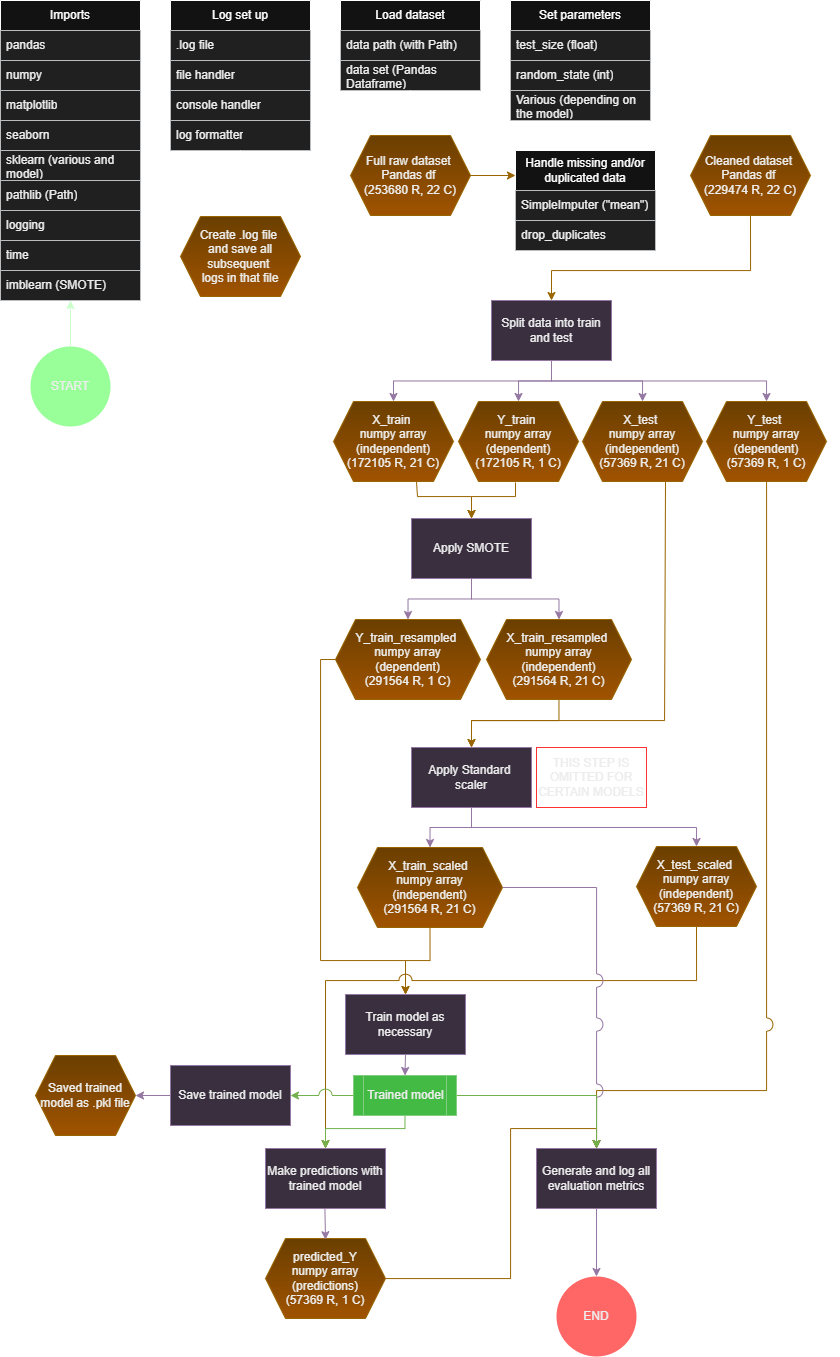 Imports
pandas
numpy
matplotlib
seaborn
sklearn (various and
model)
pathlib (Path)
logging
time
imblearn (SMOTE)
Log set up
.log file
file handler
console handler
log formatter
Load dataset
data path (with Path)
data set (Pandas
Dataframe)
Set parameters
test_size (float)
random_state (int)
Various (depending on
the model)
Full raw dataset
Pandas df
(253680 R, 22 C)
Handle missing and/or
duplicated data
SimpleImputer ("mean")
drop_duplicates
Cleaned dataset
Pandas df
(229474 R, 22 C)
Create .log file
and save all
subsequent
logs in that file
START
Split data into train
and test
X_train
numpy array
(independent)
(172105 R, 21 C)
Y_train
numpy array
(dependent)
(172105 R, 1 C)
X_test
numpy array
(independent)
(57369 R, 21 C)
Y_test
numpy array
(dependent)
(57369 R, 1 C)
Apply SMOTE
Y_train_resampled
numpy array
(dependent)
(291564 R, 1 C)
X_train_resampled
numpy array
(independent)
(291564 R, 21 C)
Apply Standard
scaler
THIS STEP IS
OMITTED FOR
CERTAIN MODELS
X_train_scaled
numpy array
(independent)
(291564 R, 21 C)
X_test_scaled
numpy array
(independent)
(57369 R, 21 C)
Train model as
necessary
Saved trained
model as .pkl file
Save trained model
Trained model
Make predictions with
trained model
Generate and log all
evaluation metrics
predicted_Y
numpy array
(predictions)
(57369 R, 1 C)
END